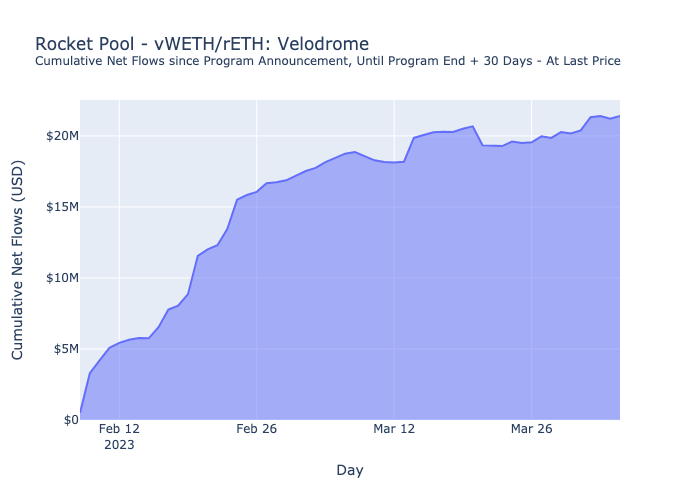 Rocket Pool - vWETH/rETH: Velodrome
Cumulative Net Flows since Program Announcement, Until Program End + 30 Days - At Last Price
Cumulative Net Flows (USD)
$20M
$15M
$10M
$5M
$0
Feb 12
2023
Feb 26
Mar 12
Mar 26
Day